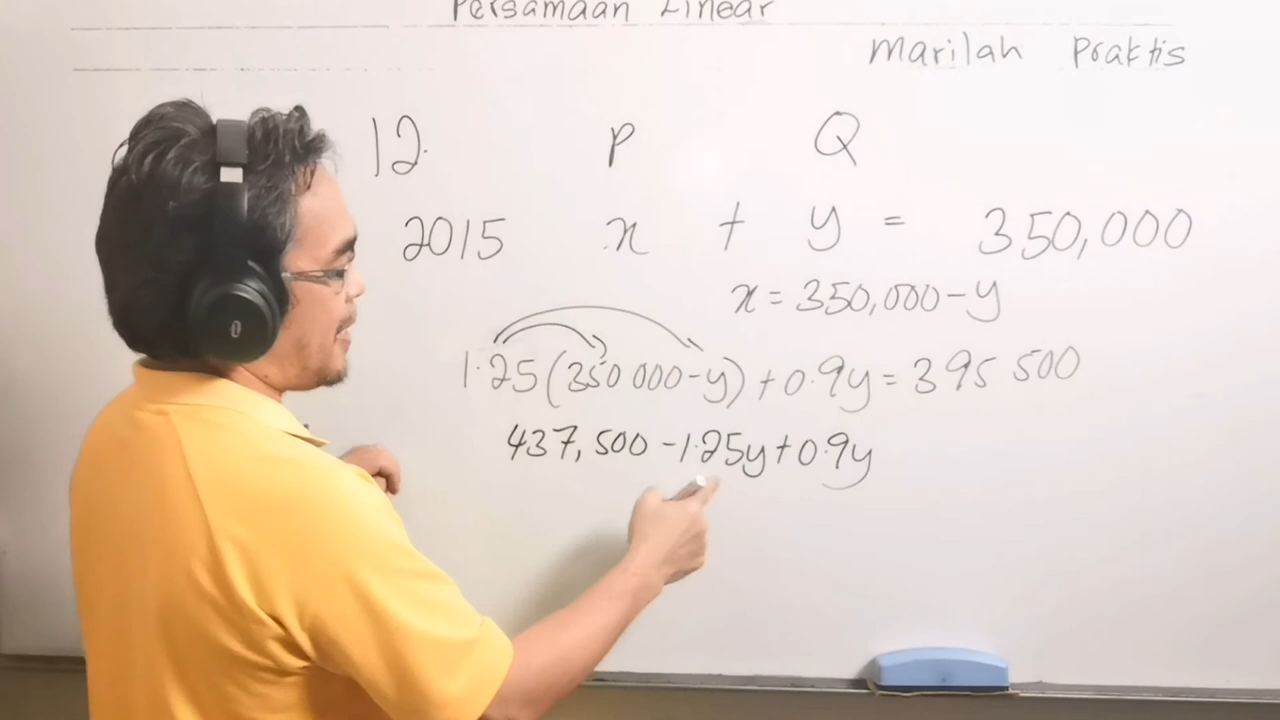 Persamaan Linear
Marilah Praktis
12. P Q
2015 x + y = 350,000
x = 350,000 - y
1.25(350 000 - y) + 0.9y = 395 500
437,500 - 1.25y + 0.9y